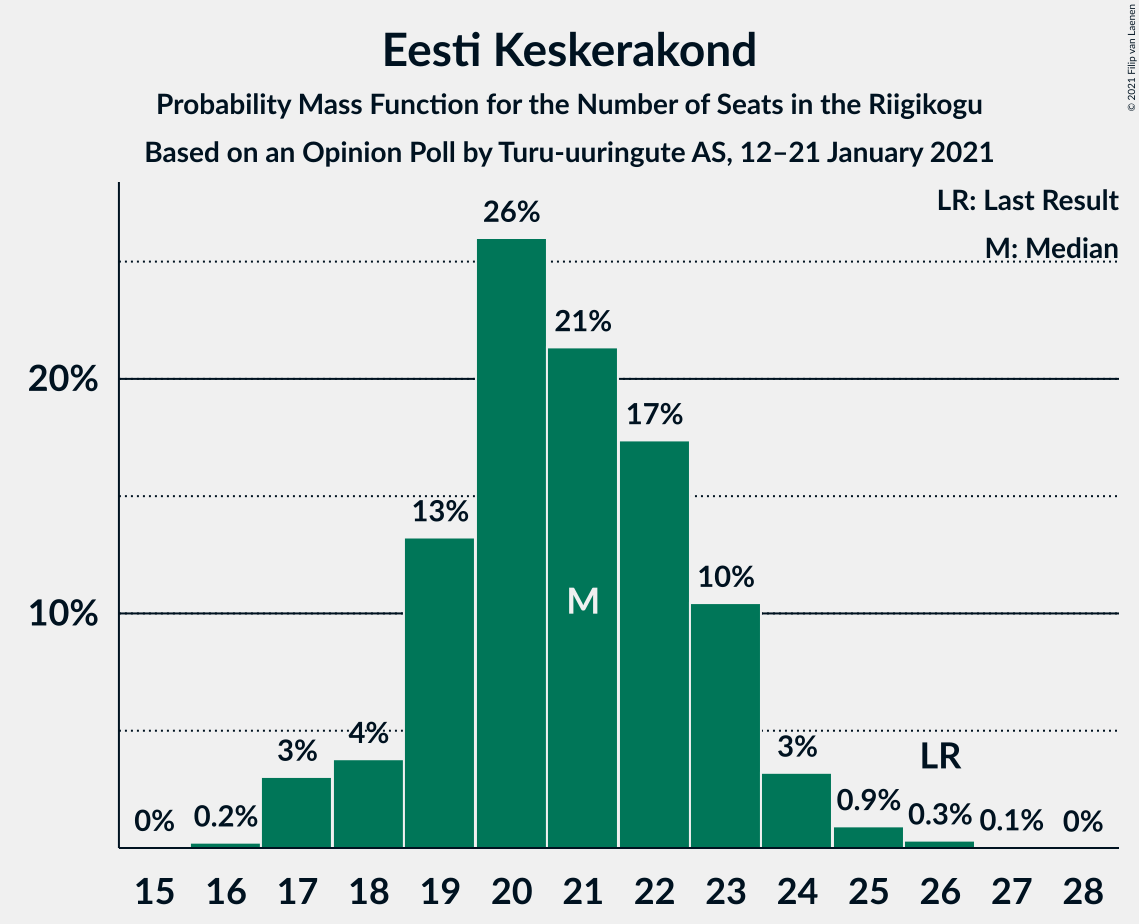 © 2021 Filip van Laenen
Eesti Keskerakond
Probability Mass Function for the Number of Seats in the Riigikogu
Based on an Opinion Poll by Turu-uuringute AS, 12–21 January 2021
LR: Last Result
M: Median
26%
21%
20%
17%
13%
10%
M
10%
4%
3%
3%
LR
0.9%
0% 0.2% 0.3% 0.1% 0%
15 16 17 18 19 20 21 22 23 24 25 26 27 28